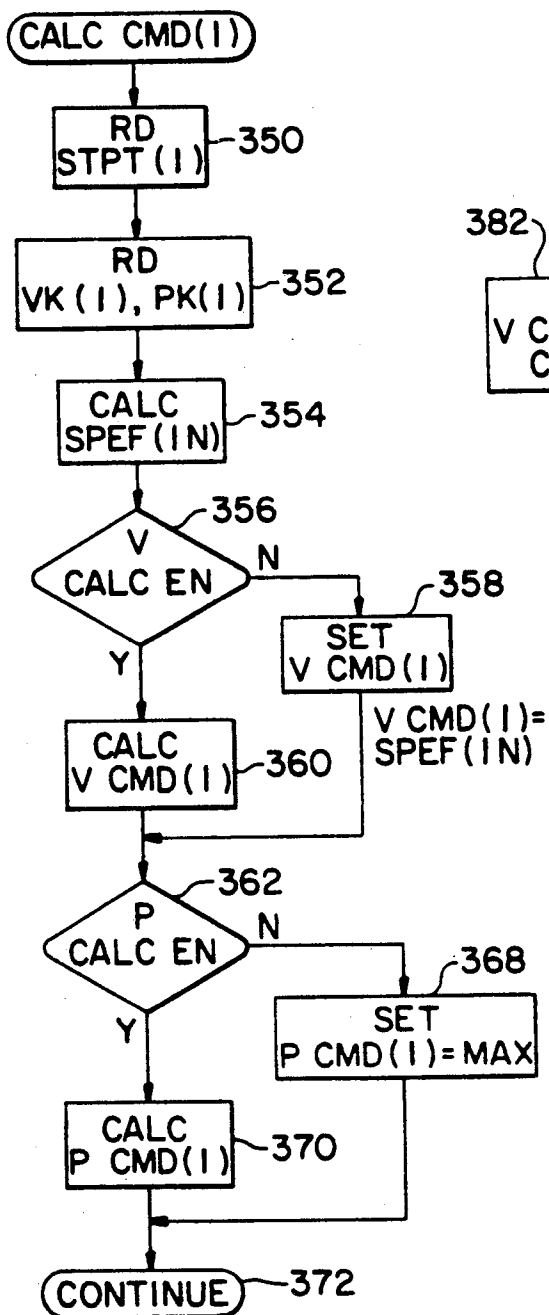 CALC CMD(1)
RD
STPT(1)
350
382
RD
VK(1), PK(1)
352
V C
C
CALC
SPEF(1N)
354
356
V
CALC EN
N
Y
358
SET
V CMD(1)
V CMD(1)=
SPEF(1N)
CALC
V CMD(1)
360
362
P
CALC EN
N
Y
368
SET
P CMD(1)=MAX
CALC
P CMD(1)
370
CONTINUE
372